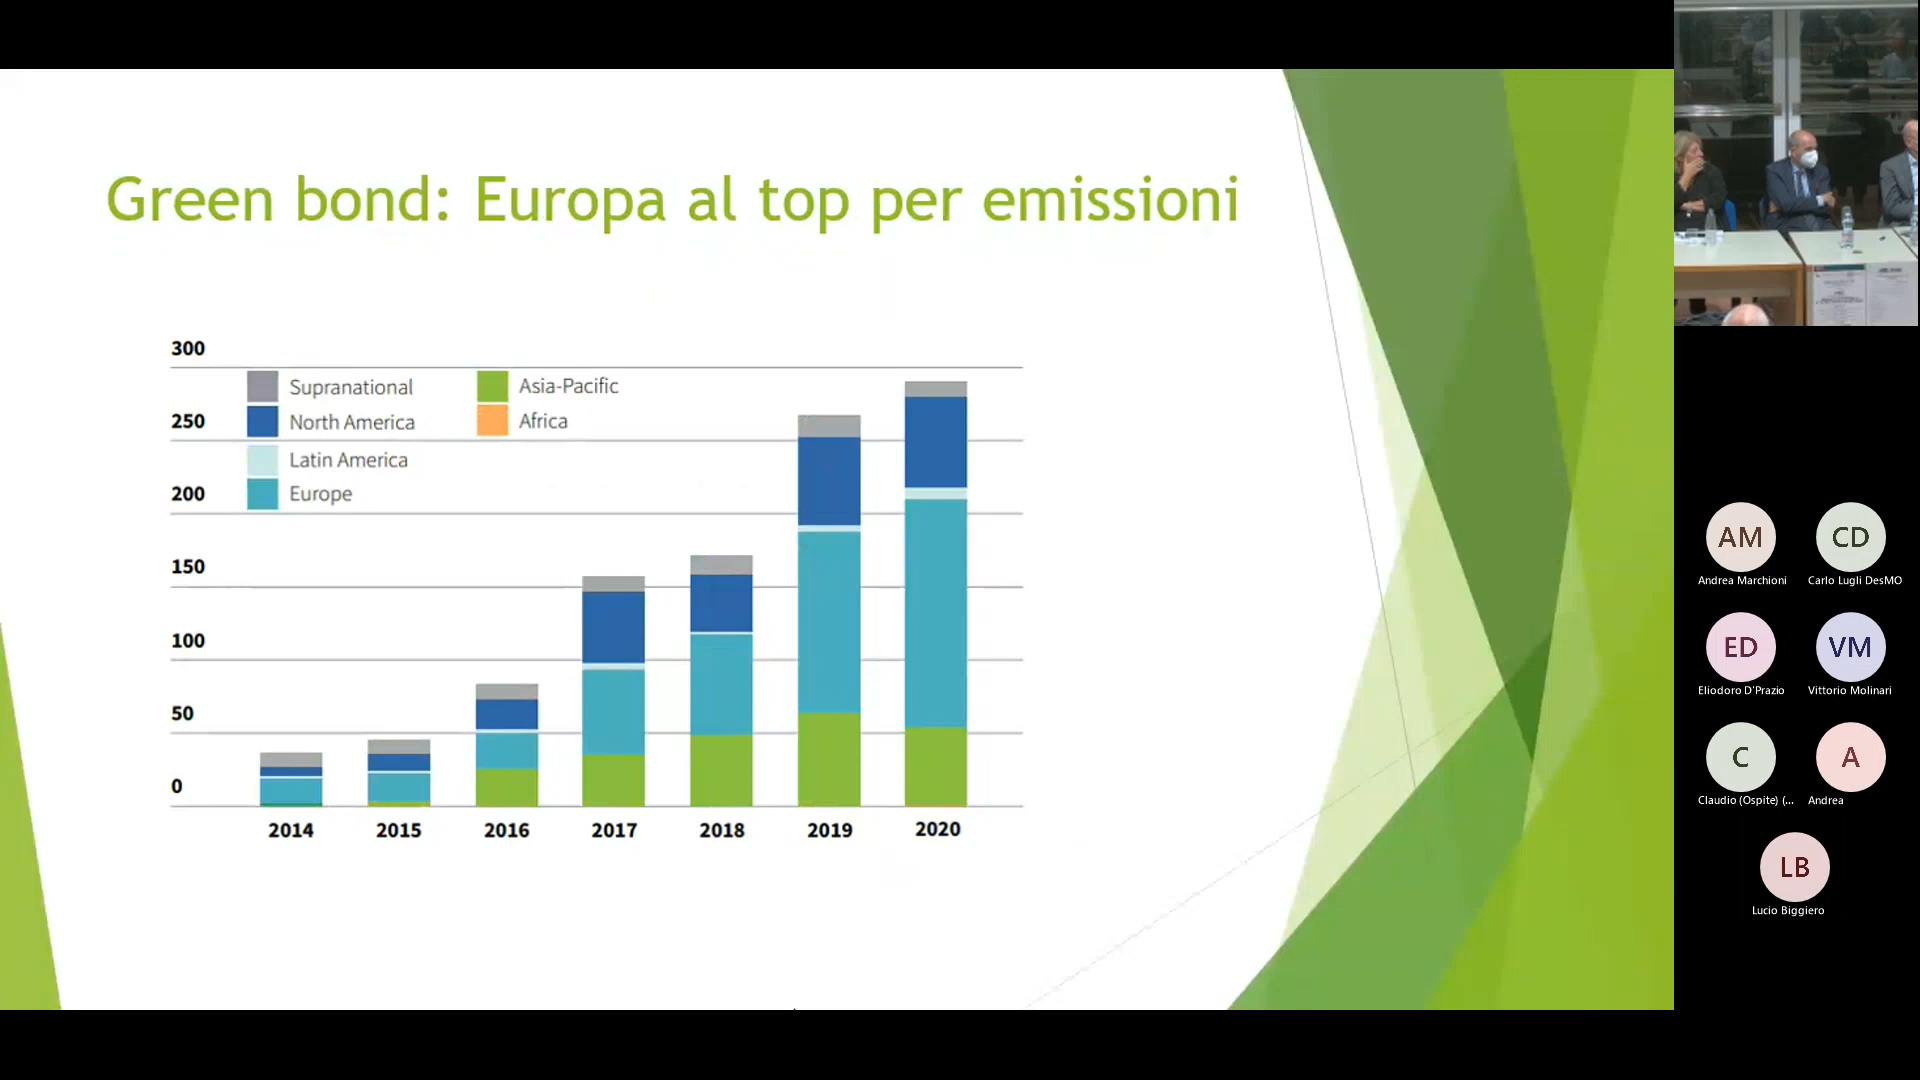 Green bond: Europa al top per emissioni
300
250
200
150
100
50
0
Supranational
North America
Latin America
Europe
Asia-Pacific
Africa
2014 2015 2016 2017 2018 2019 2020
AM
Andrea Marchioni
CD
Carlo Lugli DesMO
ED
Eliodoro D'Prazio
VM
Vittorio Molinari
C
Claudio (Ospite) (...
A
Andrea
LB
Lucio Biggiero